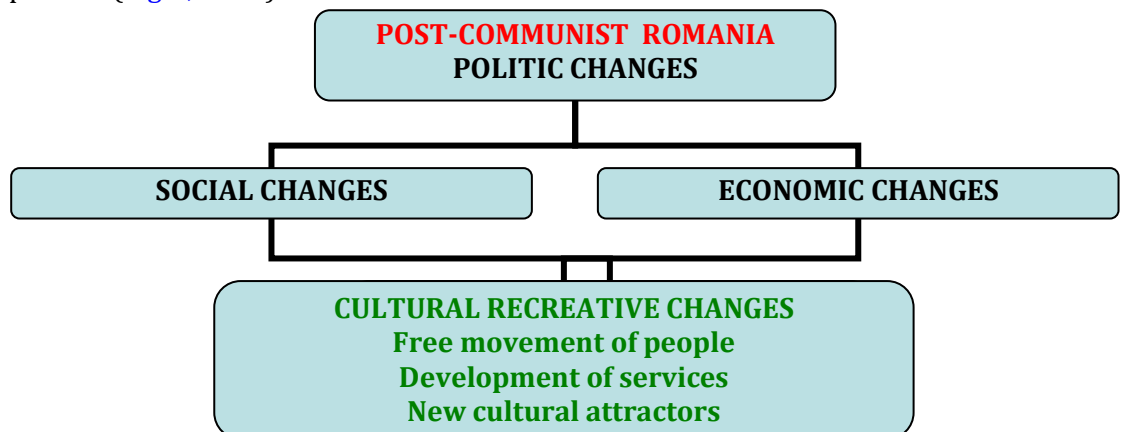 POST-COMMUNIST ROMANIA
POLITIC CHANGES
SOCIAL CHANGES
ECONOMIC CHANGES
CULTURAL RECREATIVE CHANGES
Free movement of people
Development of services
New cultural attractors